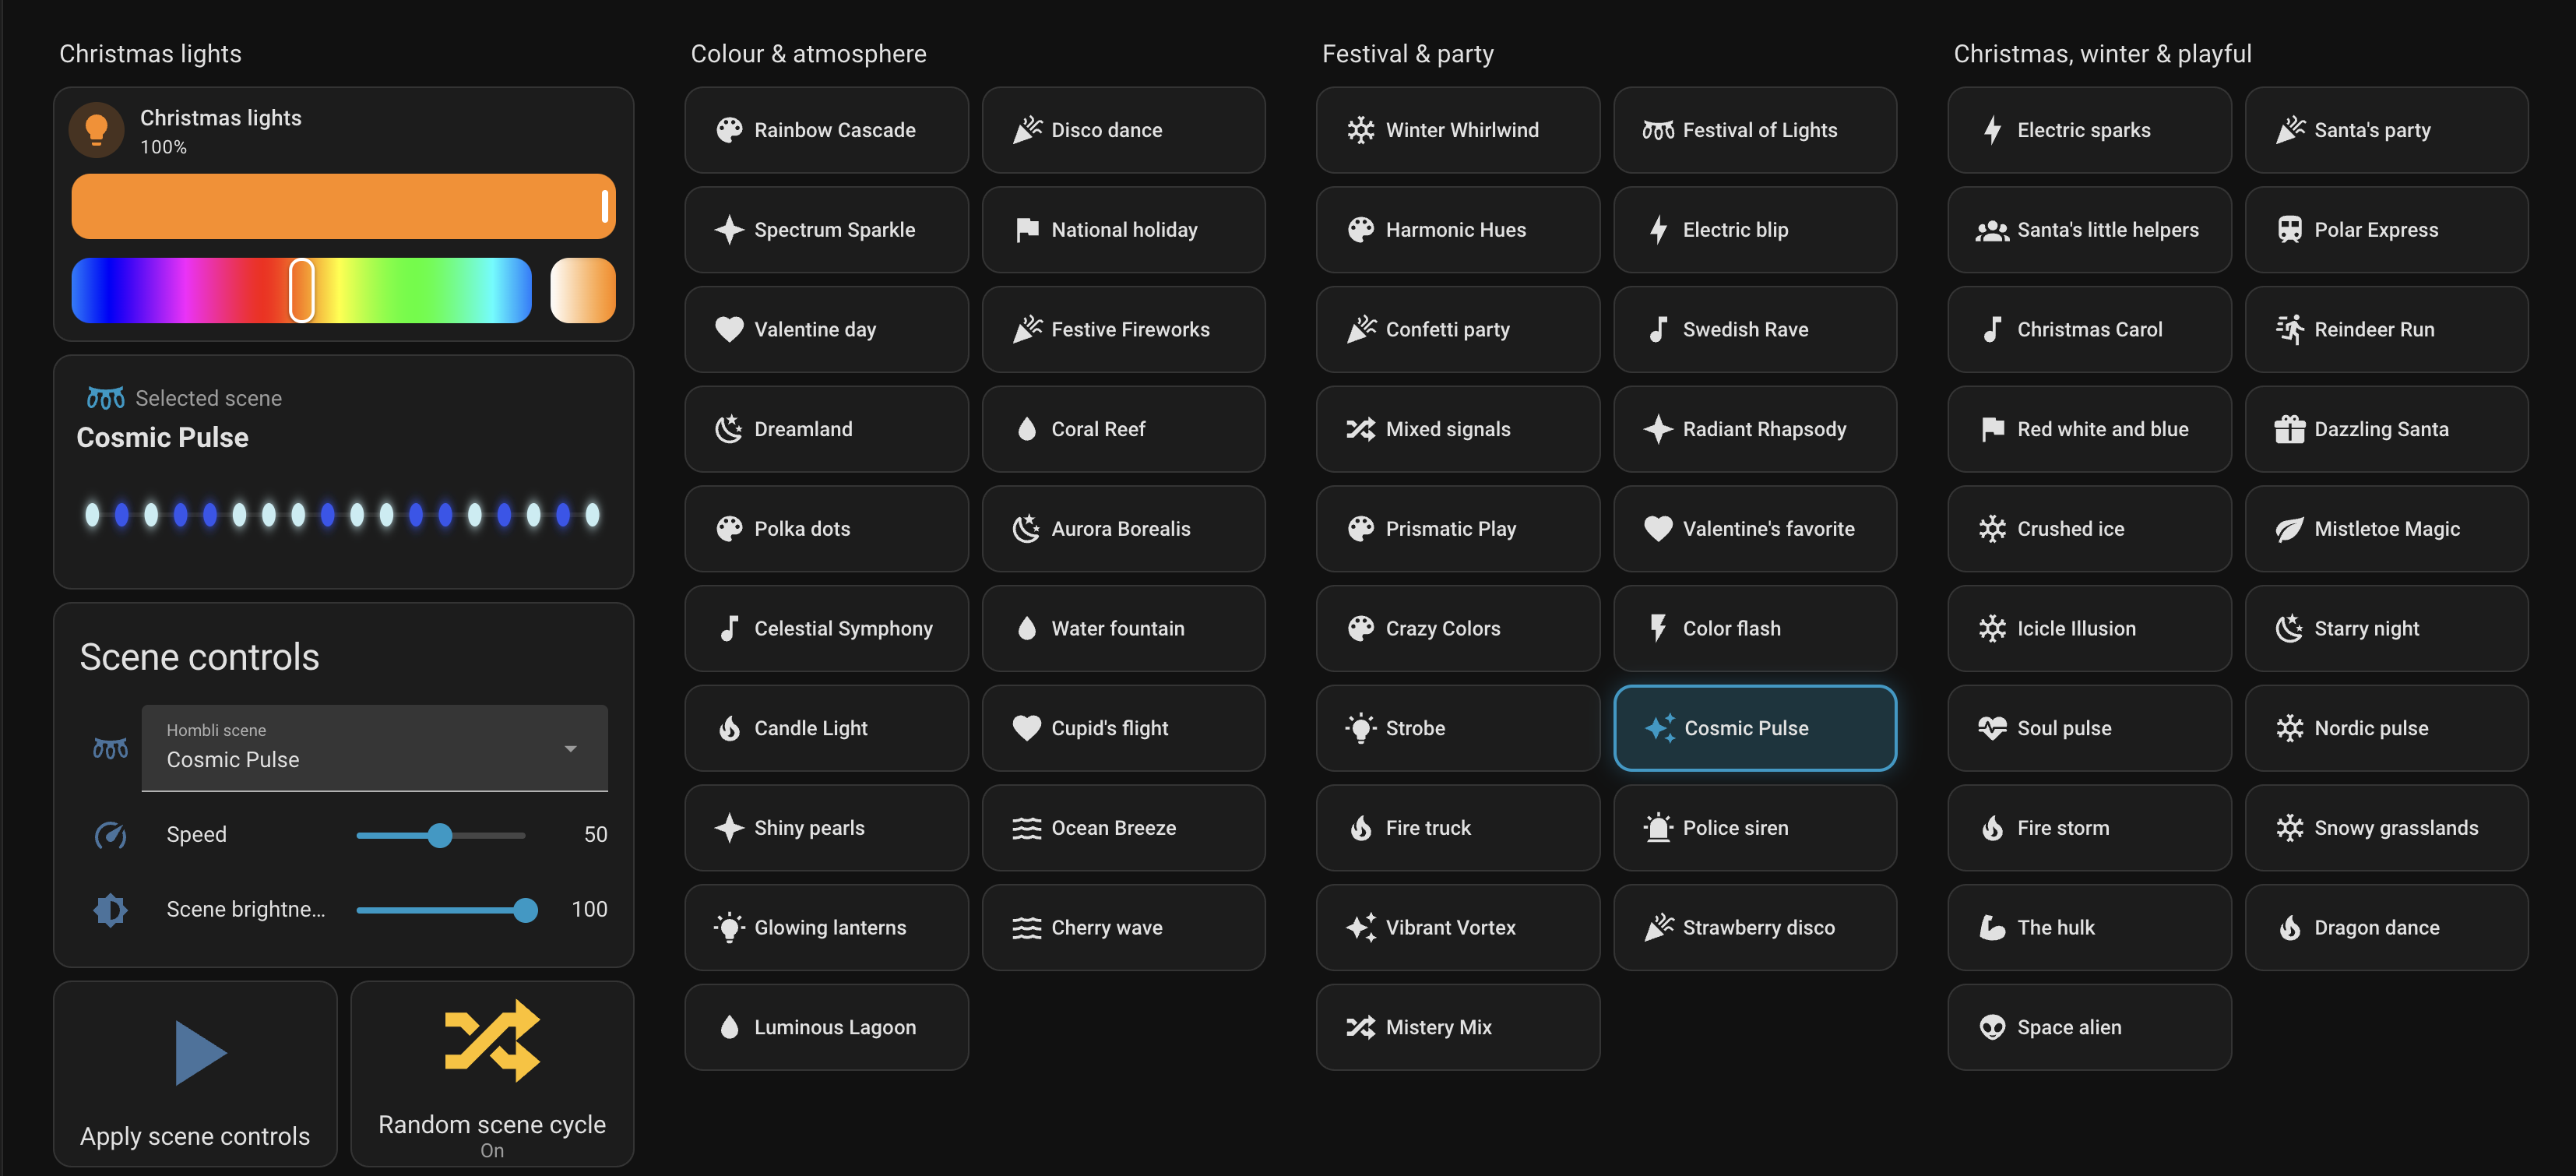 Christmas lights
Christmas lights
100%
Selected scene
Cosmic Pulse
Scene controls
Hombli scene
Cosmic Pulse
Speed
50
Scene brightne...
100
Apply scene controls
Random scene cycle
On
Colour & atmosphere
Rainbow Cascade
Disco dance
Spectrum Sparkle
National holiday
Valentine day
Festive Fireworks
Dreamland
Coral Reef
Polka dots
Aurora Borealis
Celestial Symphony
Water fountain
Candle Light
Cupid's flight
Shiny pearls
Ocean Breeze
Glowing lanterns
Cherry wave
Luminous Lagoon
Festival & party
Winter Whirlwind
Festival of Lights
Harmonic Hues
Electric blip
Confetti party
Swedish Rave
Mixed signals
Radiant Rhapsody
Prismatic Play
Valentine's favorite
Crazy Colors
Color flash
Strobe
Cosmic Pulse
Fire truck
Police siren
Vibrant Vortex
Strawberry disco
Mistery Mix
Christmas, winter & playful
Electric sparks
Santa's party
Santa's little helpers
Polar Express
Christmas Carol
Reindeer Run
Red white and blue
Dazzling Santa
Crushed ice
Mistletoe Magic
Icicle Illusion
Starry night
Soul pulse
Nordic pulse
Fire storm
Snowy grasslands
The hulk
Dragon dance
Space alien